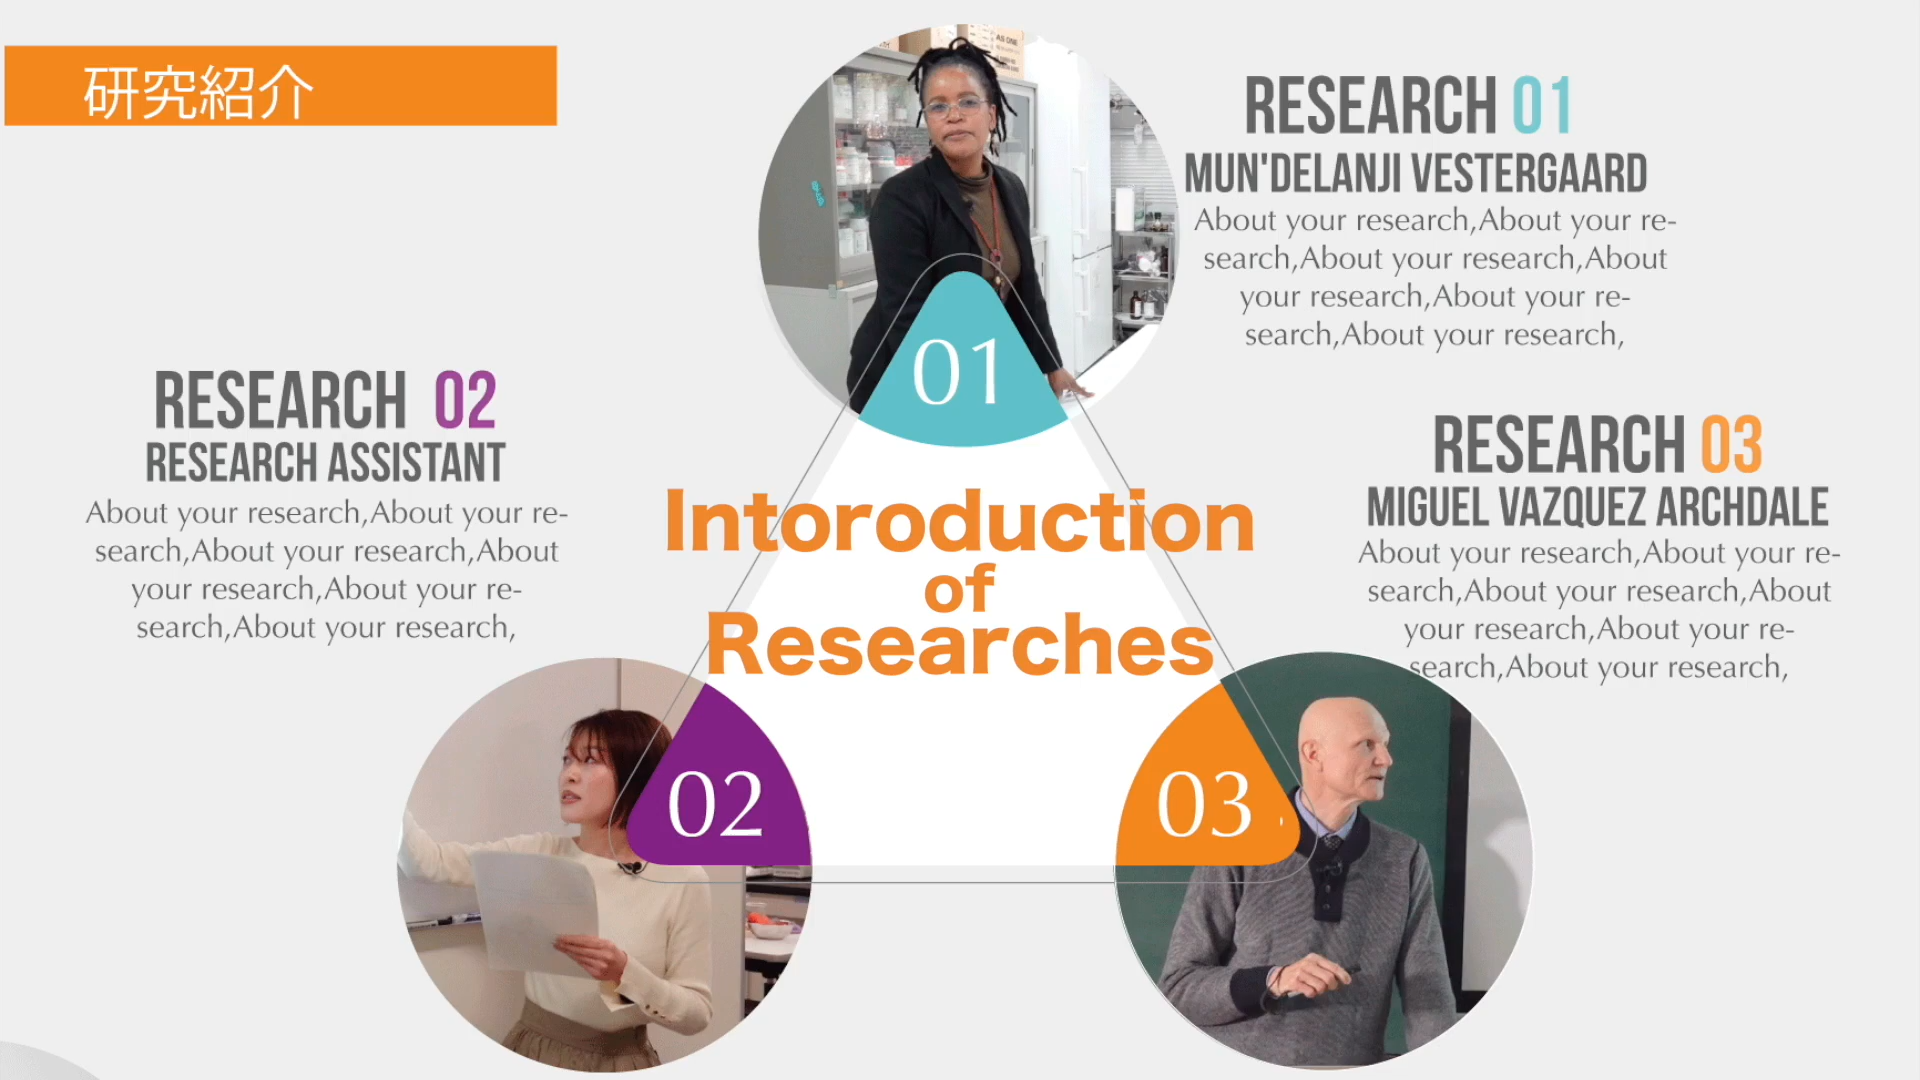 研究紹介
AS ONE
RESEARCH 01
MUN'DELANJI VESTERGAARD
About your research,About your re-
search,About your research,About
your research,About your re-
search,About your research,
01
RESEARCH 02
RESEARCH ASSISTANT
About your research,About your re-
search,About your research,About
your research,About your re-
search,About your research,
RESEARCH 03
MIGUEL VAZQUEZ ARCHDALE
About your research,About your re-
search,About your research,About
your research,About your re-
search,About your research,
Intoroduction
of
Researches
02
03